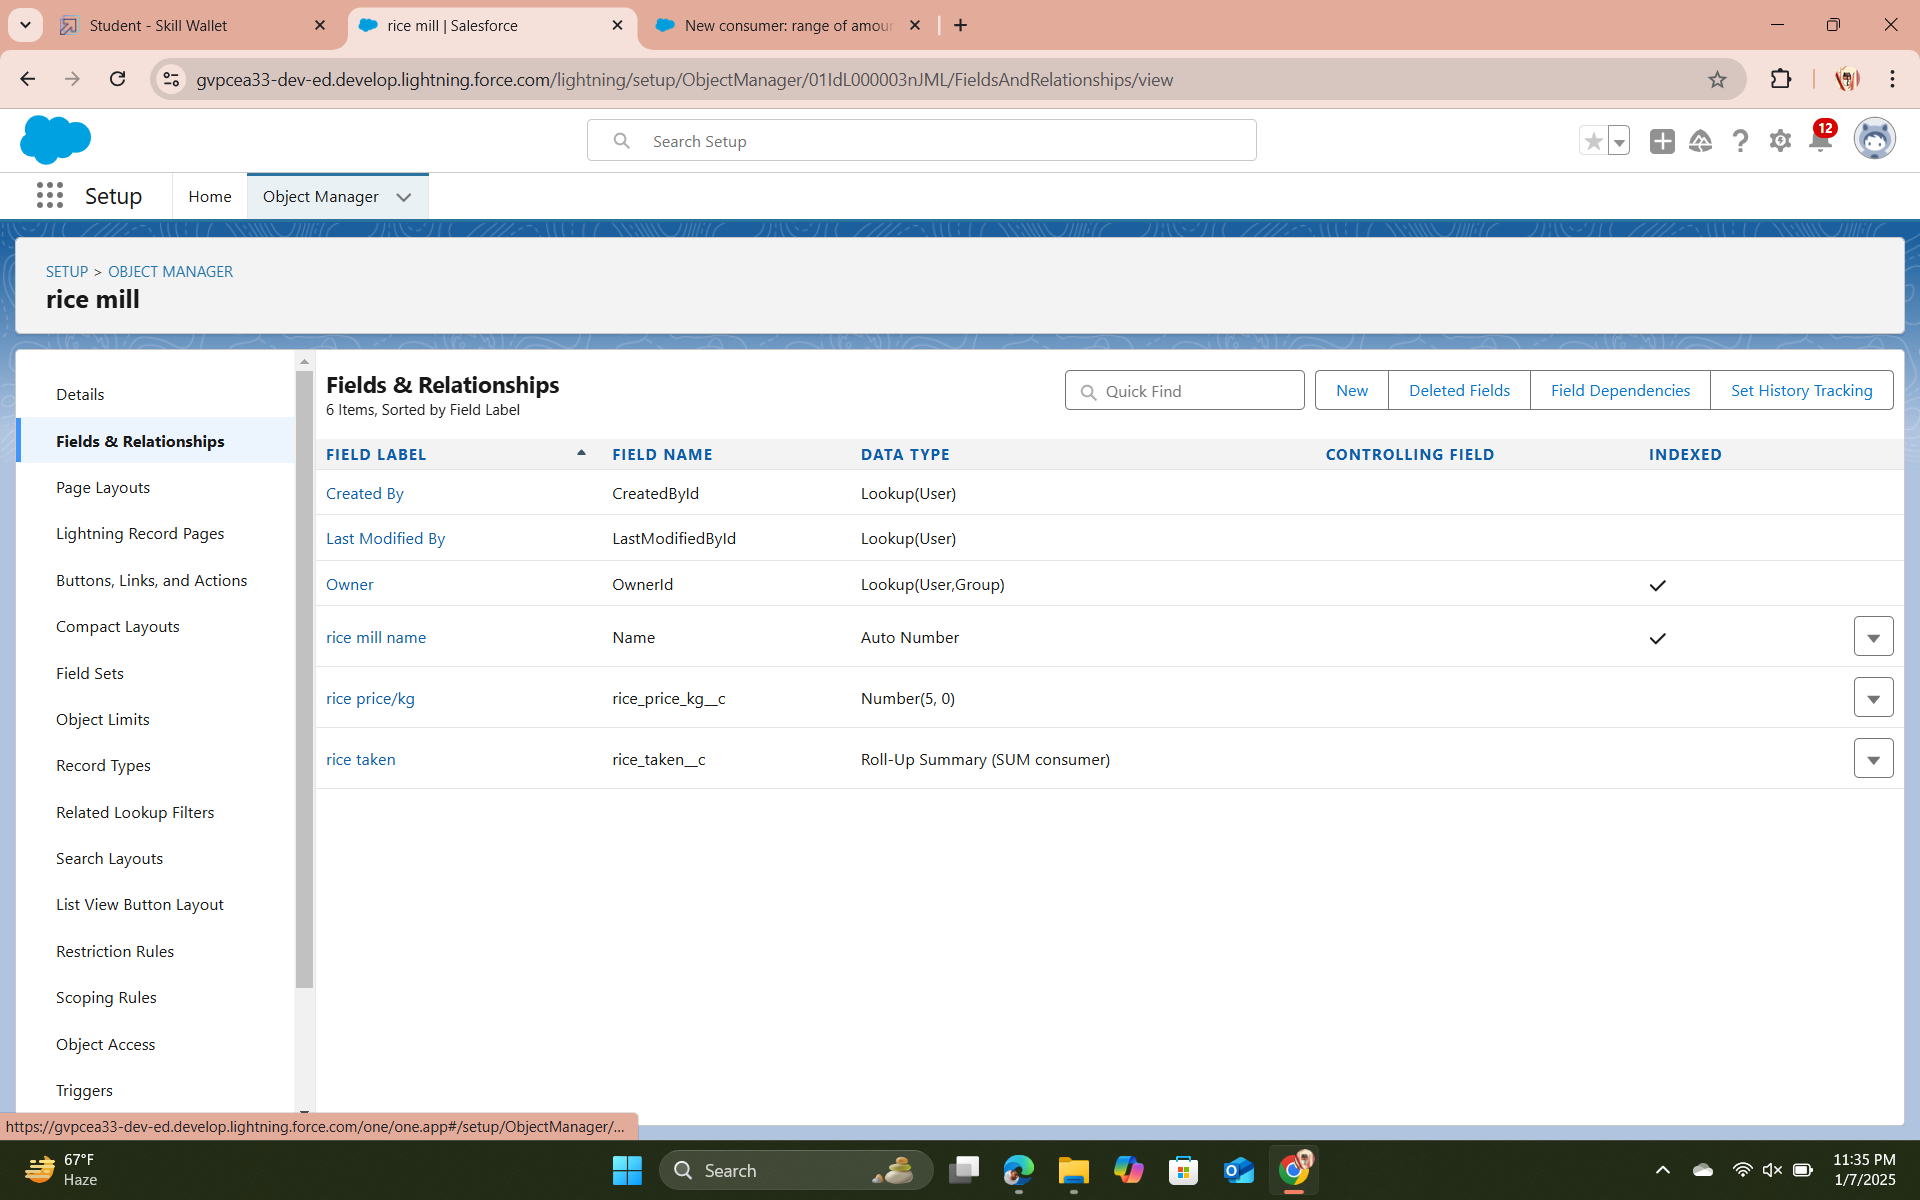 Student - Skill Wallet
rice mill | Salesforce
New consumer: range of amour
gvpcea33-dev-ed.develop.lightning.force.com/lightning/setup/ObjectManager/01IdL000003nJML/FieldsAndRelationships/view
Search Setup
12
Setup
Home
Object Manager
SETUP > OBJECT MANAGER
rice mill
Details
Fields & Relationships
Page Layouts
Lightning Record Pages
Buttons, Links, and Actions
Compact Layouts
Field Sets
Object Limits
Record Types
Related Lookup Filters
Search Layouts
List View Button Layout
Restriction Rules
Scoping Rules
Object Access
Triggers
Fields & Relationships
6 Items, Sorted by Field Label
Quick Find
New
Deleted Fields
Field Dependencies
Set History Tracking
FIELD LABEL FIELD NAME DATA TYPE CONTROLLING FIELD INDEXED
Created By CreatedById Lookup(User)
Last Modified By LastModifiedById Lookup(User)
Owner OwnerId Lookup(User,Group)
rice mill name Name Auto Number
rice price/kg rice_price_kg__c Number(5, 0)
rice taken rice_taken__c Roll-Up Summary (SUM consumer)
https://gvpcea33-dev-ed.develop.lightning.force.com/one/one.app#/setup/ObjectManager/...
67°F
Haze
Search
11:35 PM
1/7/2025